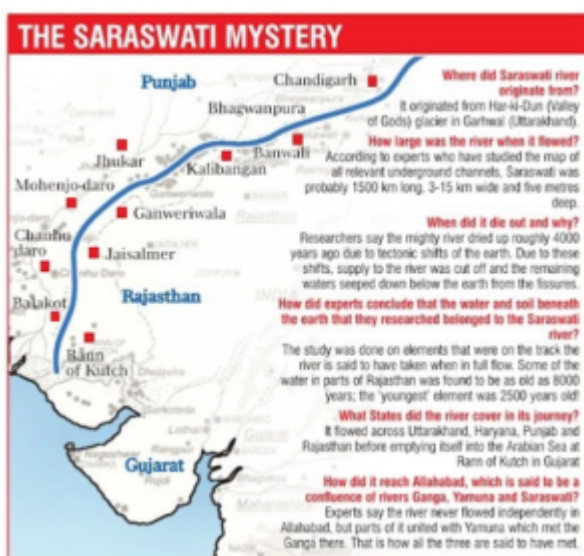 THE SARASWATI MYSTERY
Punjab
Chandigarh
Bhagwanpura
Jhukar
Kalibangan
Banwali
Mohenjo-daro
Ganweriwala
Chanhu
daro
Jaisalmer
Balakot
Rajasthan
Rann
of Kutch
Gujarat
Where did Saraswati river
originate from?
It originated from Har-ki-Dun (Valley
of Gods) glacier in Garhwal (Uttarakhand).
How large was the river when it flowed?
According to experts who have studied the map of
all relevant underground channels, Saraswati was
probably 1500 km long, 3-15 km wide and five metres
deep.
When did it die out and why?
Researchers say the mighty river dried up roughly 4000
years ago due to tectonic shifts of the earth. Due to these
shifts, supply to the river was cut off and the remaining
waters seeped down below the earth from the fissures.
How did experts conclude that the water and soil beneath
the earth that they researched belonged to the Saraswati
river?
The study was done on elements that were on the track the
river is said to have taken when in full flow. Some of the
water in parts of Rajasthan was found to be as old as 8000
years; the 'youngest' element was 2500 years old!
What States did the river cover in its journey?
It flowed across Uttarakhand, Haryana, Punjab and
Rajasthan before emptying itself into the Arabian Sea at
Rann of Kutch in Gujarat
How did it reach Allahabad, which is said to be a
confluence of rivers Ganga, Yamuna and Saraswati?
Experts say the river never flowed independently in
Allahabad, but parts of it united with Yamuna which met the
Ganga there. That is how all the three are said to have met.
Rajasthan
INDIA
Chanhu Daro
Dholavira
Surkotada
Lothal
Rangpur
Nageshwar
Rojdi
Gujarat
Maharashtra